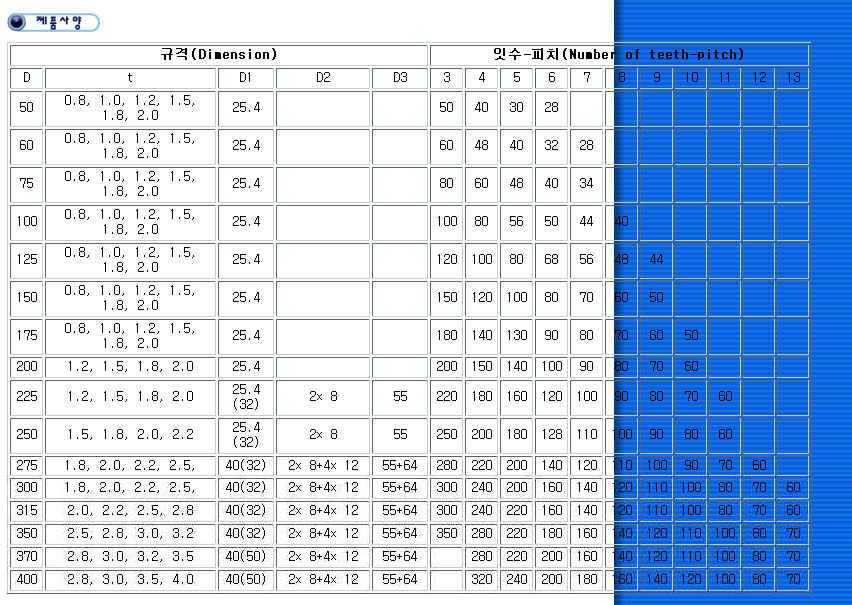 제품사양
규격(Dimension) 잇수-피치(Number of teeth-pitch)
D t D1 D2 D3 3 4 5 6 7 8 9 10 11 12 13
50 0.8, 1.0, 1.2, 1.5, 1.8, 2.0 25.4 50 40 30 28
60 0.8, 1.0, 1.2, 1.5, 1.8, 2.0 25.4 60 48 40 32 28
75 0.8, 1.0, 1.2, 1.5, 1.8, 2.0 25.4 80 60 48 40 34
100 0.8, 1.0, 1.2, 1.5, 1.8, 2.0 25.4 100 80 56 50 44 40
125 0.8, 1.0, 1.2, 1.5, 1.8, 2.0 25.4 120 100 80 68 56 48 44
150 0.8, 1.0, 1.2, 1.5, 1.8, 2.0 25.4 150 120 100 80 70 60 50
175 0.8, 1.0, 1.2, 1.5, 1.8, 2.0 25.4 180 140 130 90 80 70 60 50
200 1.2, 1.5, 1.8, 2.0 25.4 200 150 140 100 90 80 70 60
225 1.2, 1.5, 1.8, 2.0 25.4 (32) 2x 8 55 220 180 160 120 100 90 80 70 60
250 1.5, 1.8, 2.0, 2.2 25.4 (32) 2x 8 55 250 200 180 128 110 100 90 80 60
275 1.8, 2.0, 2.2, 2.5, 40(32) 2x 8+4x 12 55+64 280 220 200 140 120 110 100 90 70 60
300 1.8, 2.0, 2.2, 2.5, 40(32) 2x 8+4x 12 55+64 300 240 200 160 140 120 110 100 80 70 60
315 2.0, 2.2, 2.5, 2.8 40(32) 2x 8+4x 12 55+64 300 240 220 160 140 120 110 100 80 70 60
350 2.5, 2.8, 3.0, 3.2 40(32) 2x 8+4x 12 55+64 350 280 220 180 160 140 120 110 100 80 70
370 2.8, 3.0, 3.2, 3.5 40(50) 2x 8+4x 12 55+64 280 220 200 160 140 120 110 100 80 70
400 2.8, 3.0, 3.5, 4.0 40(50) 2x 8+4x 12 55+64 320 240 200 180 160 140 120 100 80 70